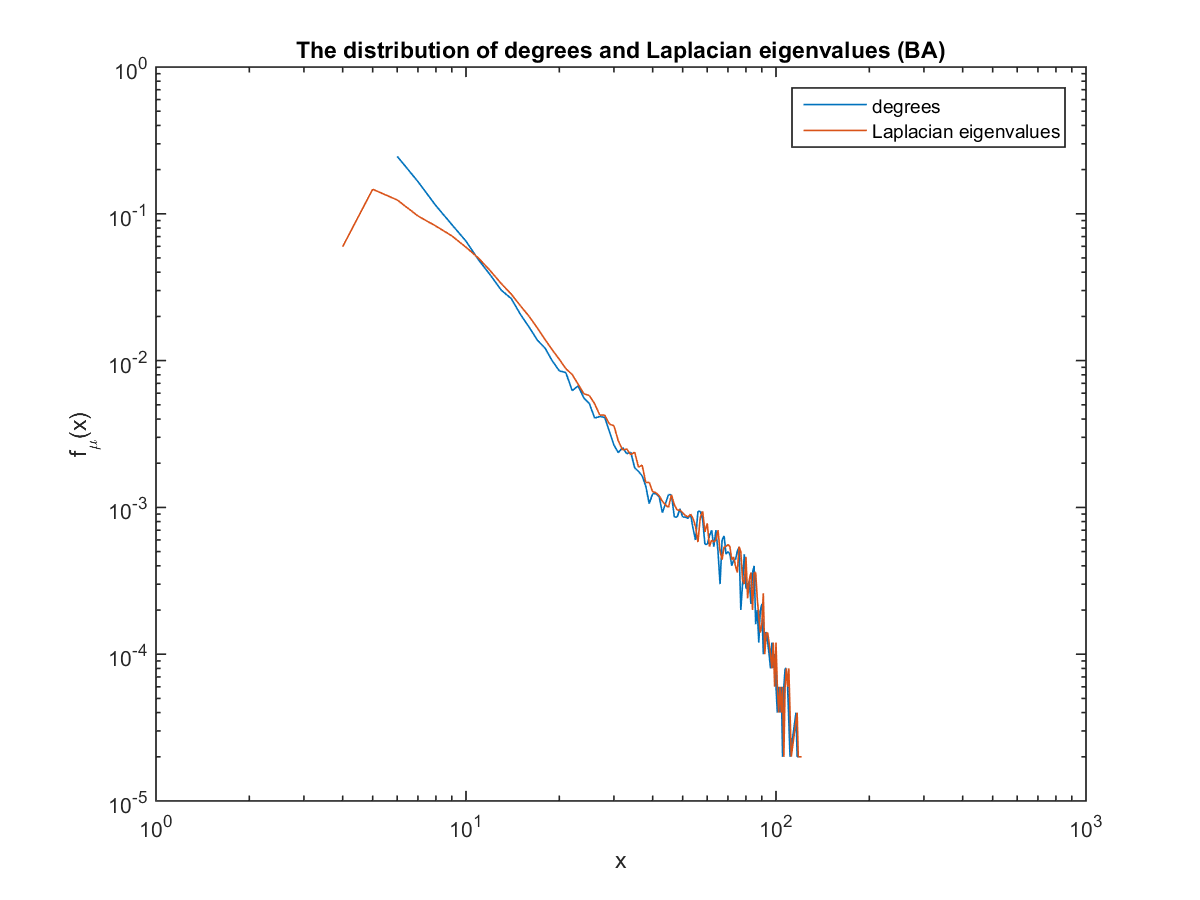 The distribution of degrees and Laplacian eigenvalues (BA)
degrees
Laplacian eigenvalues
10^0
10^-1
10^-2
10^-3
10^-4
10^-5
f_μ(x)
10^0 10^1 10^2 10^3
x